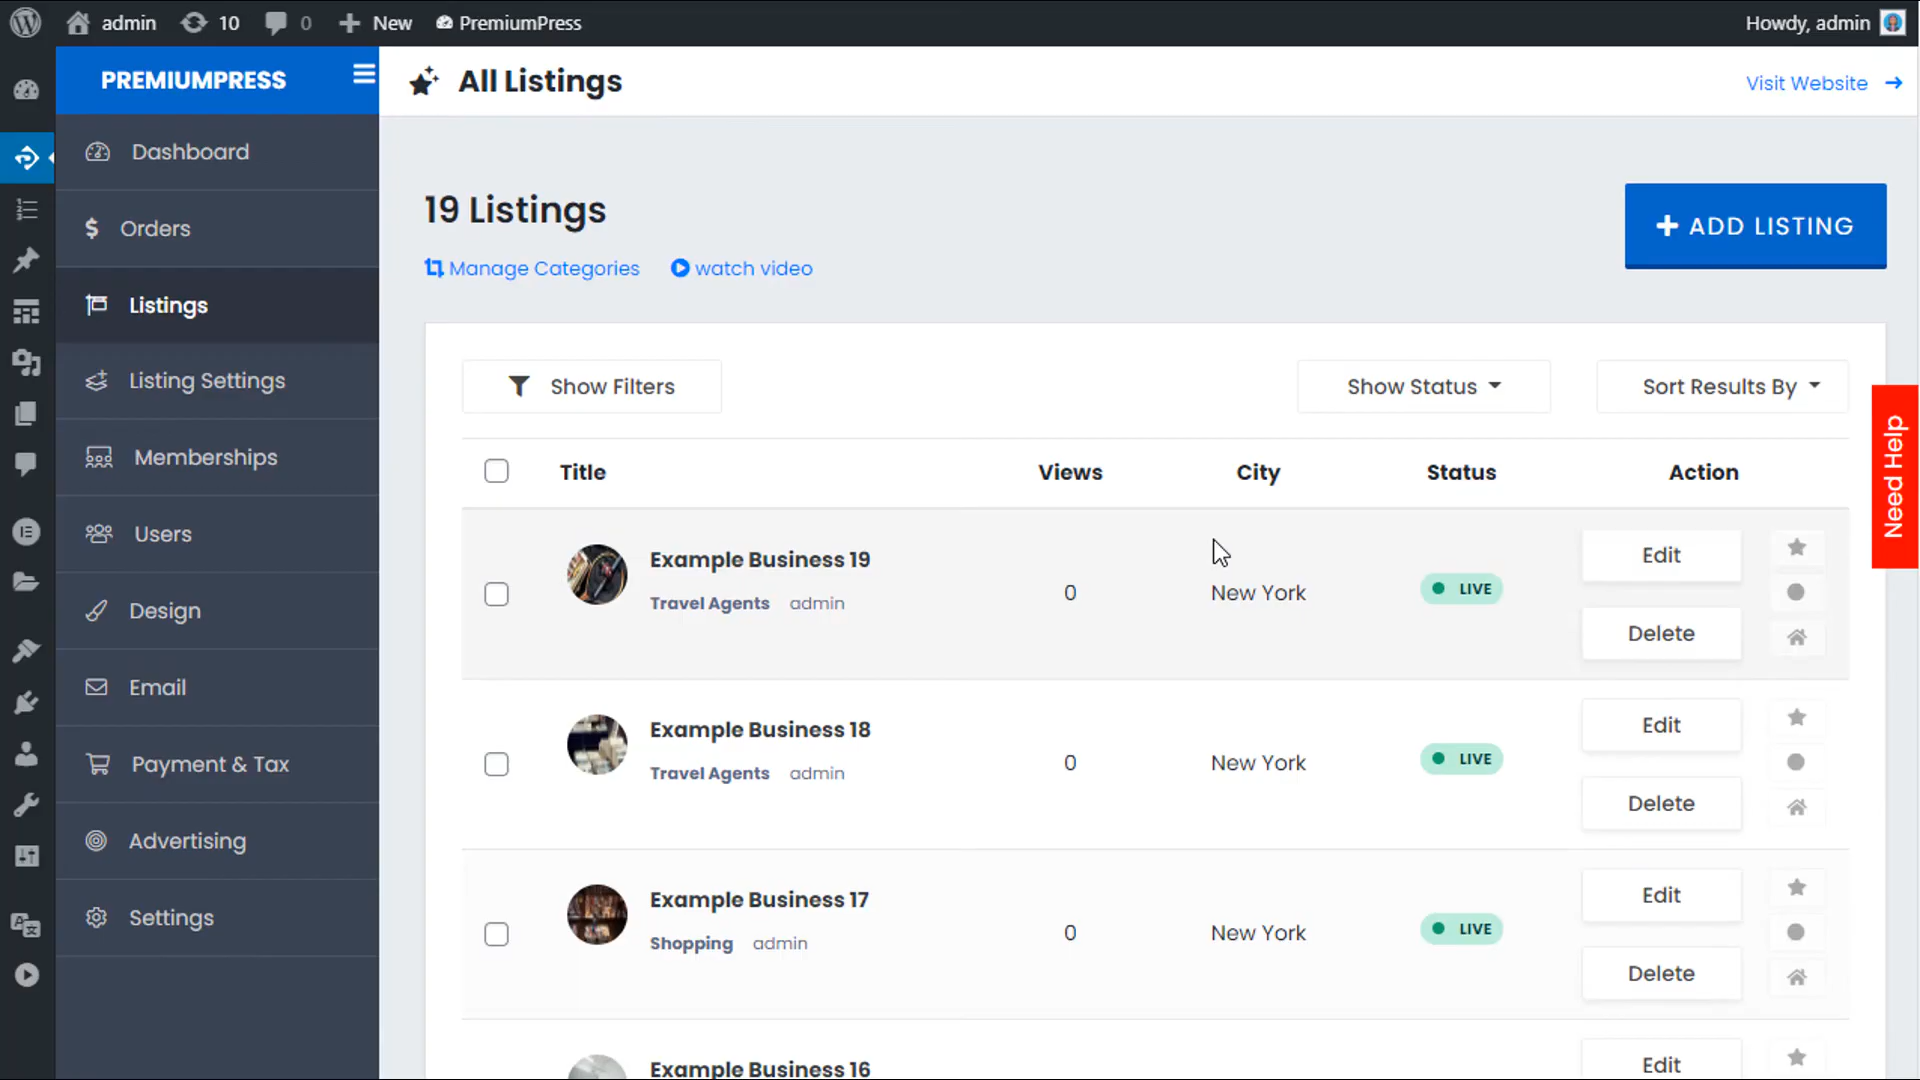 admin 10 0 New PremiumPress Howdy, admin
PREMIUMPRESS
Dashboard
Orders
Listings
Listing Settings
Memberships
Users
Design
Email
Payment & Tax
Advertising
Settings
All Listings
Visit Website
19 Listings
+ ADD LISTING
Manage Categories watch video
Show Filters Show Status Sort Results By
Title Views City Status Action
Example Business 19
Travel Agents admin
0 New York LIVE
Edit
Delete
Example Business 18
Travel Agents admin
0 New York LIVE
Edit
Delete
Example Business 17
Shopping admin
0 New York LIVE
Edit
Delete
Example Business 16
Edit
Need Help